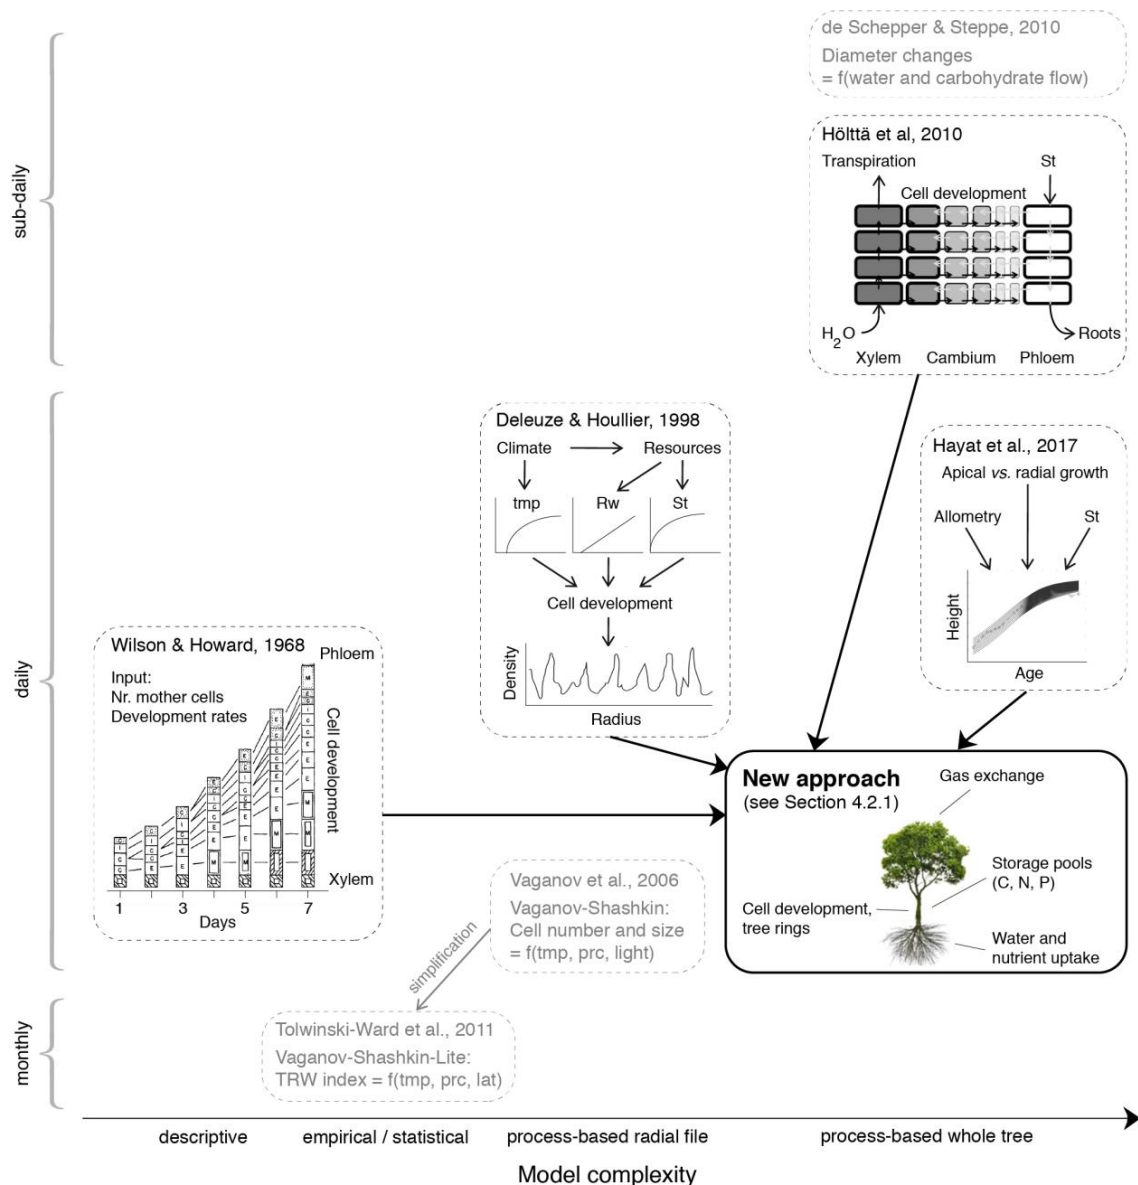 sub-daily
daily
monthly
de Schepper & Steppe, 2010
Diameter changes
= f(water and carbohydrate flow)
Hölttä et al, 2010
Transpiration
St
Cell development
H2O
Roots
Xylem
Cambium
Phloem
Deleuze & Houllier, 1998
Climate
Resources
tmp
Rw
St
Cell development
Density
Radius
Hayat et al., 2017
Apical vs. radial growth
Allometry
St
Height
Age
Wilson & Howard, 1968
Phloem
Input:
Nr. mother cells
Development rates
Cell development
Xylem
1 3 5 7
Days
New approach
(see Section 4.2.1)
Gas exchange
Storage pools
(C, N, P)
Cell development,
tree rings
Water and
nutrient uptake
Vaganov et al., 2006
Vaganov-Shashkin:
Cell number and size
= f(tmp, prc, light)
simplification
Tolwinski-Ward et al., 2011
Vaganov-Shashkin-Lite:
TRW index = f(tmp, prc, lat)
descriptive
empirical / statistical
process-based radial file
process-based whole tree
Model complexity